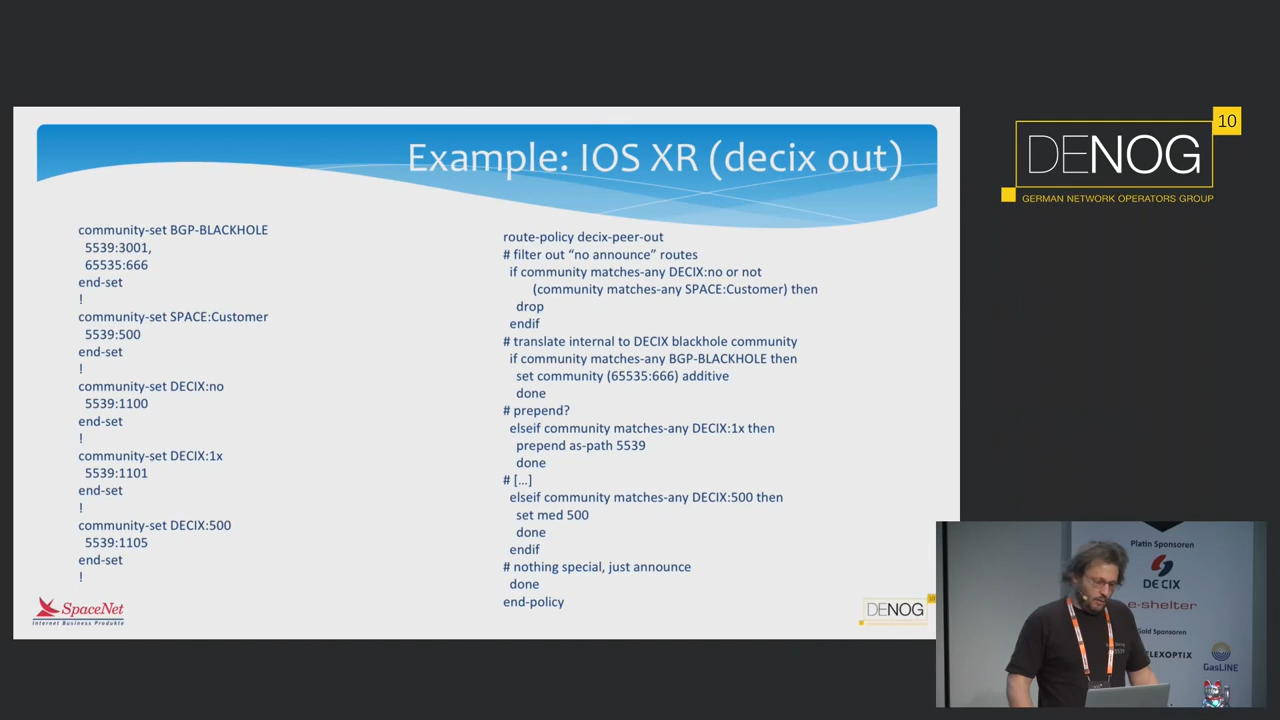 Example: IOS XR (decix out)
community-set BGP-BLACKHOLE
5539:3001,
65535:666
end-set
!
community-set SPACE:Customer
5539:500
end-set
!
community-set DECIX:no
5539:1100
end-set
!
community-set DECIX:1x
5539:1101
end-set
!
community-set DECIX:500
5539:1105
end-set
!
route-policy decix-peer-out
# filter out “no announce” routes
if community matches-any DECIX:no or not
(community matches-any SPACE:Customer) then
drop
endif
# translate internal to DECIX blackhole community
if community matches-any BGP-BLACKHOLE then
set community (65535:666) additive
done
# prepend?
elseif community matches-any DECIX:1x then
prepend as-path 5539
done
# [...]
elseif community matches-any DECIX:500 then
set med 500
done
endif
# nothing special, just announce
done
end-policy
SpaceNet
Internet Business Produkte
DENOG
10
DENOG
10
GERMAN NETWORK OPERATORS GROUP
Platin Sponsoren
DE CIX
e-shelter
Gold Sponsoren
FLEXOPTIX
GasLINE